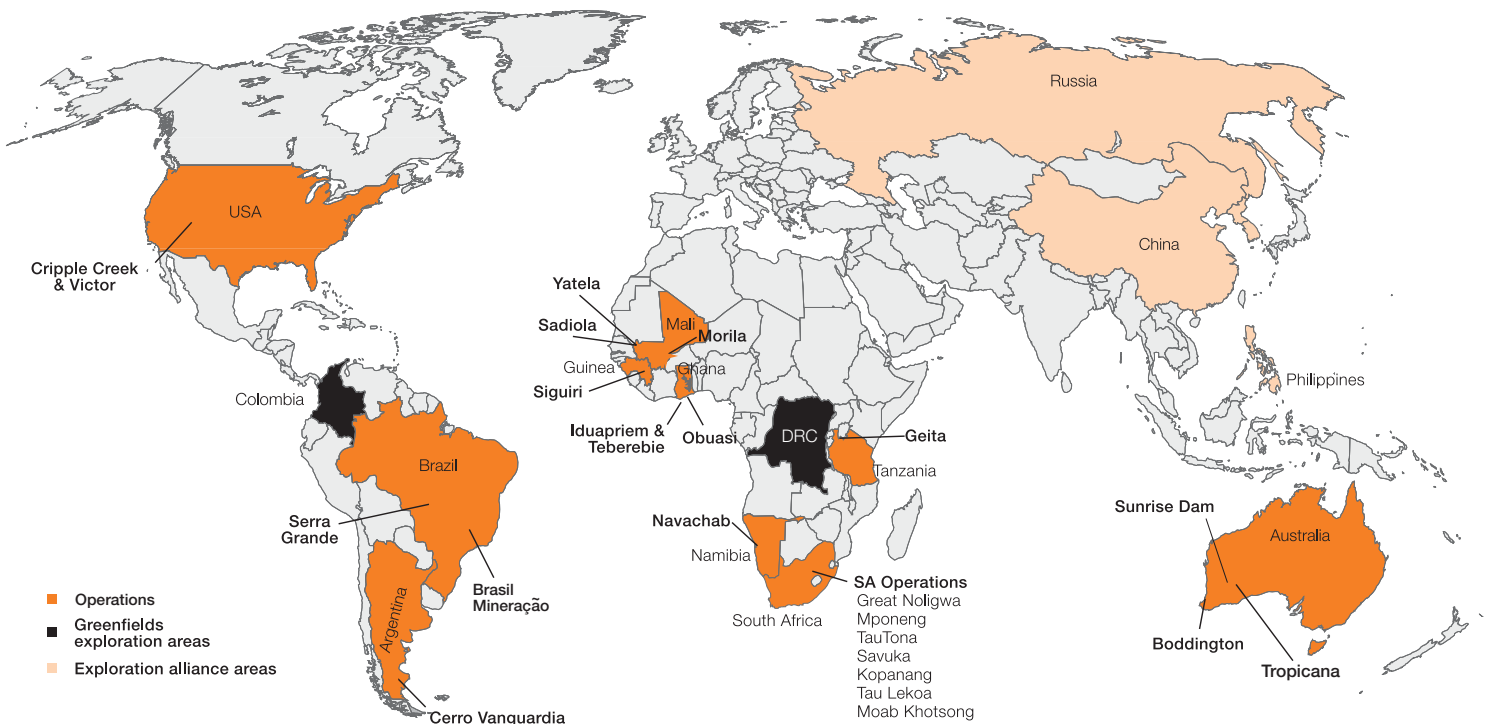 Russia
USA
China
Cripple Creek
& Victor
Yatela
Sadiola
Mali
Morila
Guinea
Ghana
Siguiri
Philippines
Colombia
Iduapriem &
Teberebie
Obuasi
DRC
Geita
Tanzania
Brazil
Serra
Grande
Navachab
Namibia
Sunrise Dam
Australia
Brasil
Mineração
Argentina
SA Operations
Great Noligwa
Mponeng
TauTona
Savuka
Kopanang
Tau Lekoa
Moab Khotsong
South Africa
Boddington
Tropicana
Operations
Greenfields
exploration areas
Exploration alliance areas
Cerro Vanguardia